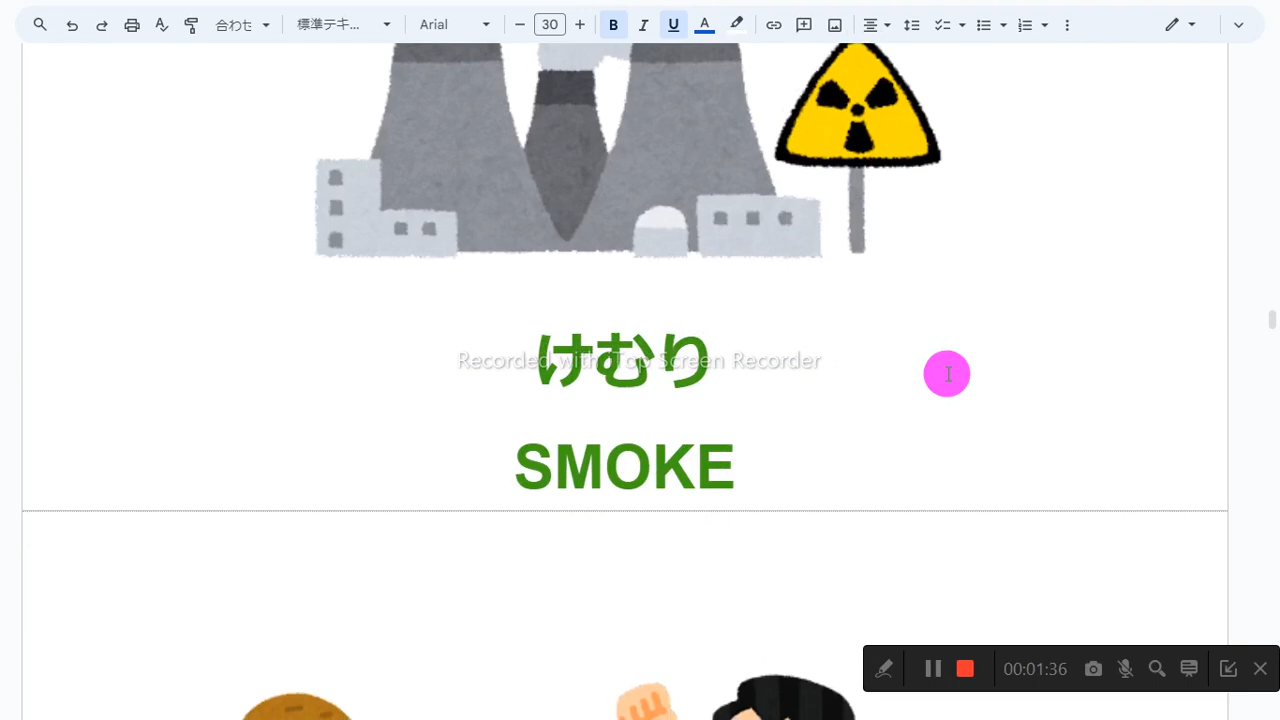 合わせ 標準テキ... Arial 30 B I U A
けむり
Recorded with iTop Screen Recorder
SMOKE
00:01:36